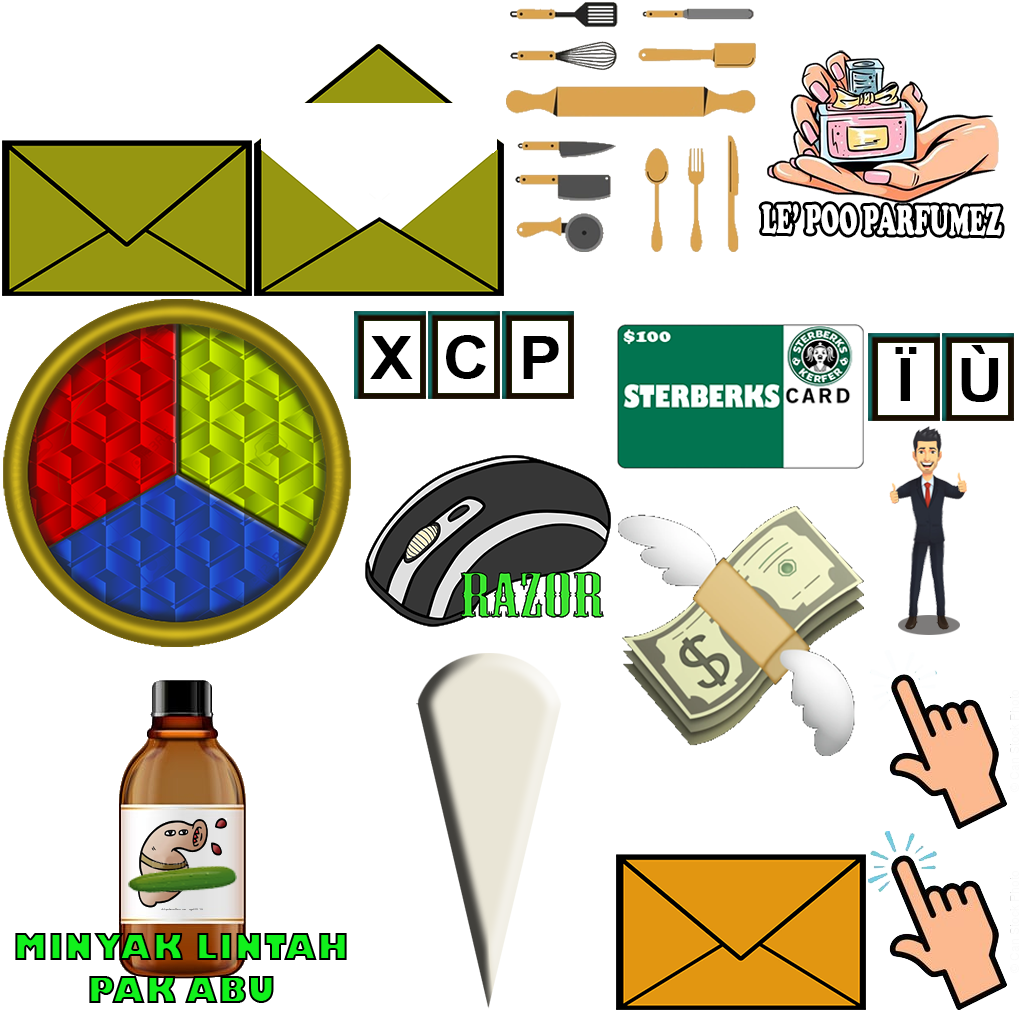 LE' POO PARFUMEZ
X C P
$100
STERBERKS
KERFER
STERBERKS
CARD
Ï Ù
RAZOR
$
MINYAK LINTAH
PAK ABU